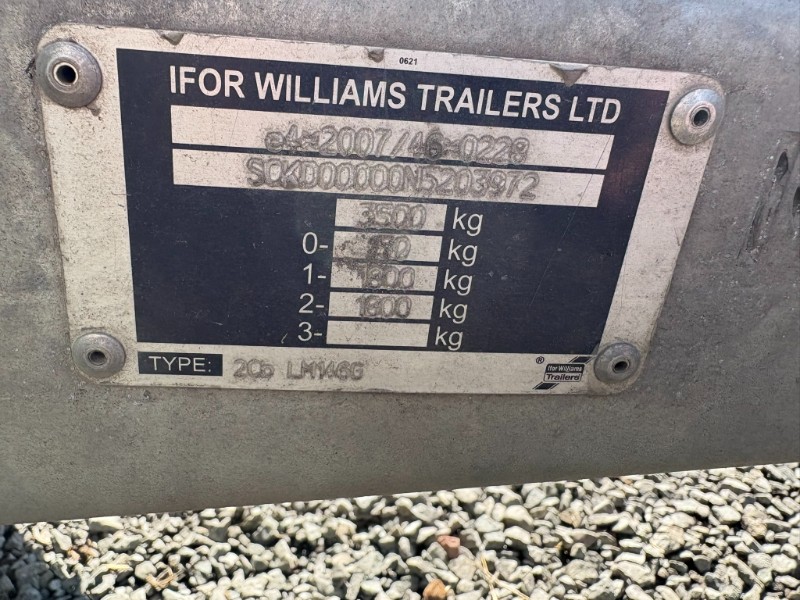 0621
IFOR WILLIAMS TRAILERS LTD
e4*2007/46*0228
SCKD00000N5203972
3500 kg
0- kg
1- 1800 kg
2- 1800 kg
3- kg
TYPE: 2Cb LM146G
® Ifor Williams
Trailers